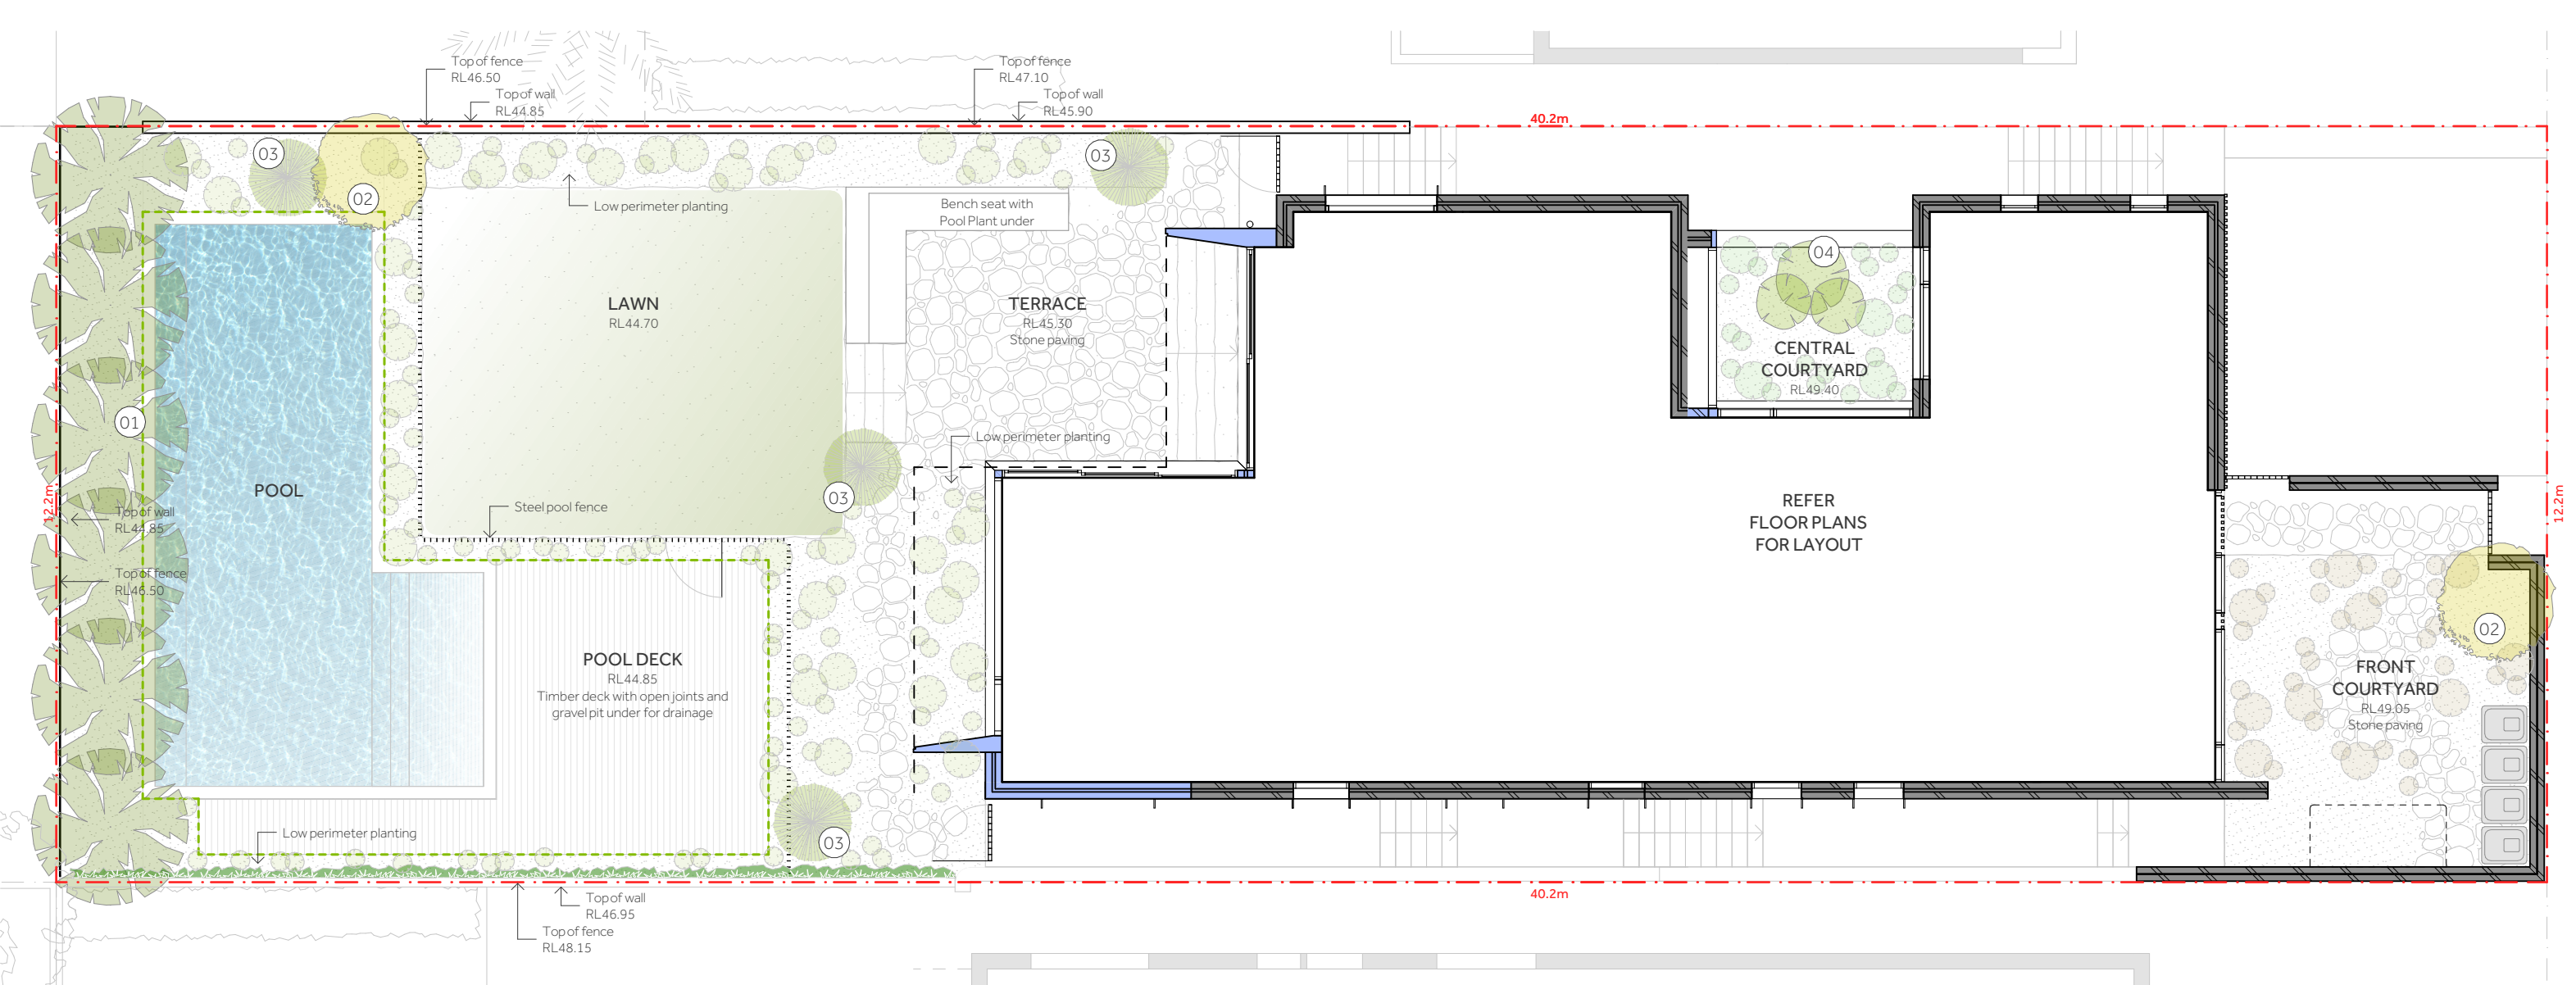 Top of fence
RL46.50
Top of wall
RL44.85
Top of fence
RL47.10
Top of wall
RL45.90
40.2m
03
02
03
Low perimeter planting
Bench seat with
Pool Plant under
LAWN
RL44.70
TERRACE
RL45.30
Stone paving
04
CENTRAL
COURTYARD
RL49.40
01
Low perimeter planting
03
POOL
12.2m
Top of wall
RL44.85
Steel pool fence
REFER
FLOOR PLANS
FOR LAYOUT
12.2m
Top of fence
RL46.50
02
POOL DECK
RL44.85
Timber deck with open joints and
gravel pit under for drainage
FRONT
COURTYARD
RL49.05
Stone paving
Low perimeter planting
03
40.2m
Top of wall
RL46.95
Top of fence
RL48.15